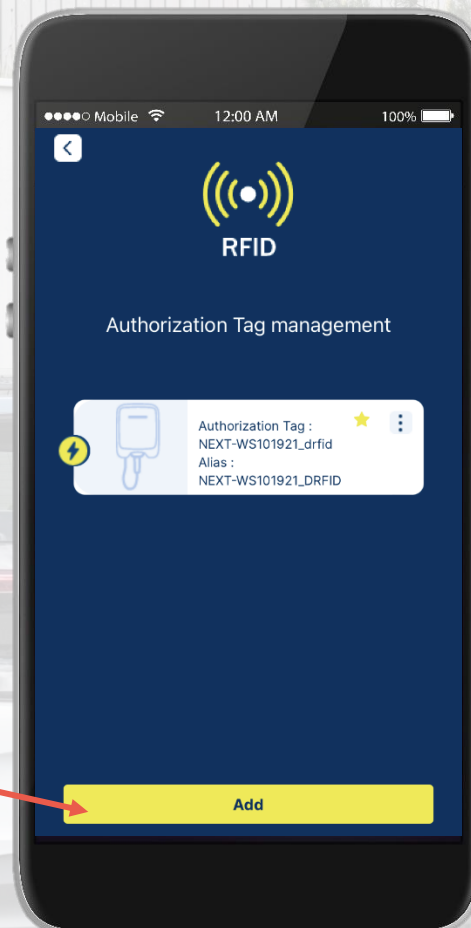 Mobile 12:00 AM 100%
RFID
Authorization Tag management
Authorization Tag :
NEXT-WS101921_drfid
Alias :
NEXT-WS101921_DRFID
Add